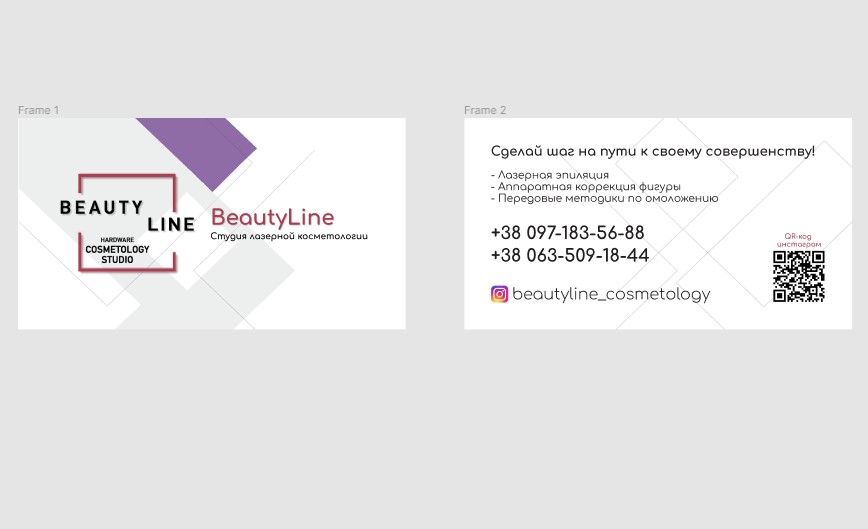 Frame 1
BEAUTY
LINE
HARDWARE
COSMETOLOGY
STUDIO
BeautyLine
Студия лазерной косметологии
Frame 2
Сделай шаг на пути к своему совершенству!
- Лазерная эпиляция
- Аппаратная коррекция фигуры
- Передовые методики по омоложению
+38 097-183-56-88
+38 063-509-18-44
QR-код
инстаграм
beautyline_cosmetology